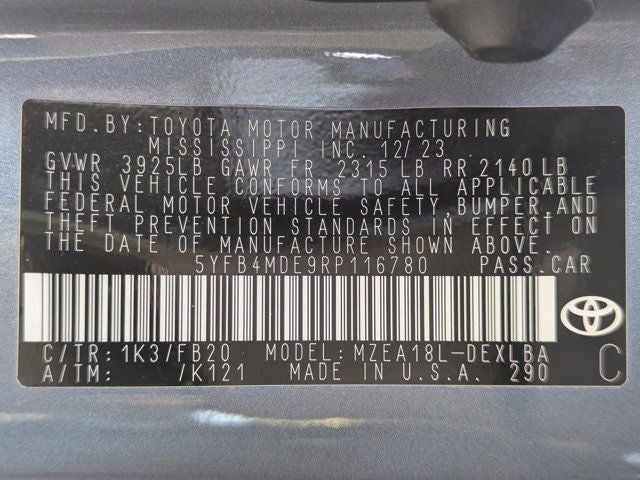 MFD.BY: TOYOTA MOTOR MANUFACTURING
MISSISSIPPI INC. 12/23
GVWR 3925LB GAWR FR 2315 LB RR 2140 LB
THIS VEHICLE CONFORMS TO ALL APPLICABLE
FEDERAL MOTOR VEHICLE SAFETY,BUMPER,AND
THEFT PREVENTION STANDARDS IN EFFECT ON
THE DATE OF MANUFACTURE SHOWN ABOVE.
5YFB4MDE9RP116780 PASS.CAR
C/TR: 1K3/FB20 MODEL: MZEA18L-DEXLBA
A/TM: /K121 MADE IN U.S.A. 290 C